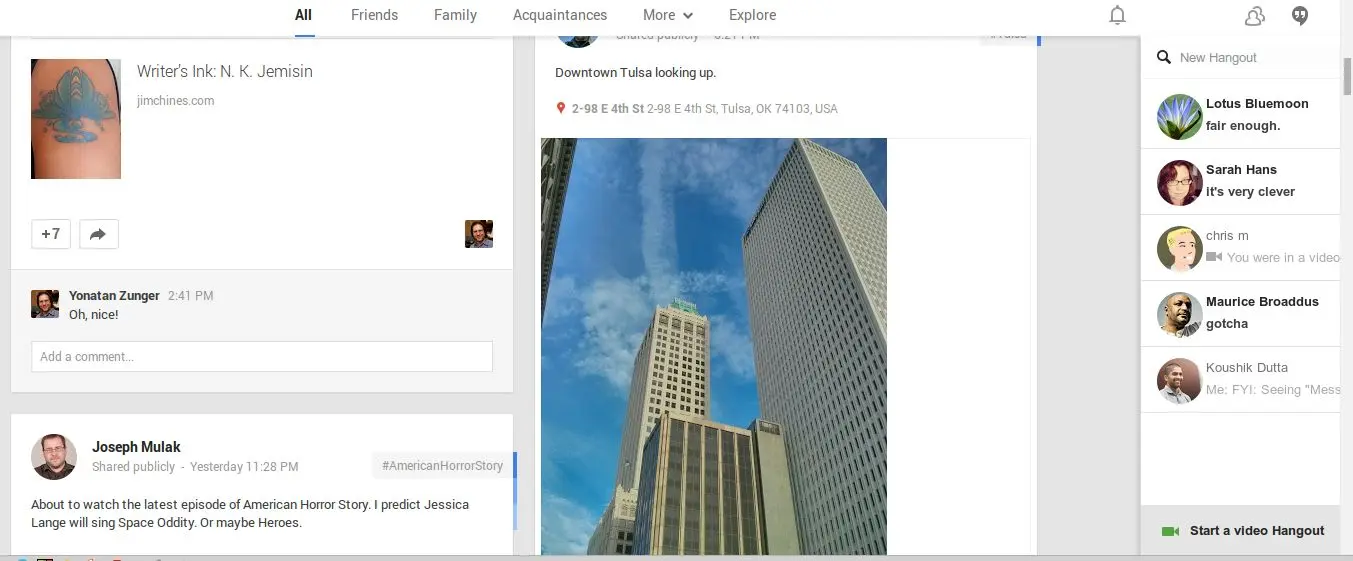 All
Friends
Family
Acquaintances
More
Explore
Writer's Ink: N. K. Jemisin
jimchines.com
+7
Yonatan Zunger 2:41 PM
Oh, nice!
Add a comment...
Joseph Mulak
Shared publicly - Yesterday 11:28 PM
#AmericanHorrorStory
About to watch the latest episode of American Horror Story. I predict Jessica
Lange will sing Space Oddity. Or maybe Heroes.
Shared publicly - 6:21 PM
#Tulsa
Downtown Tulsa looking up.
2-98 E 4th St 2-98 E 4th St, Tulsa, OK 74103, USA
New Hangout
Lotus Bluemoon
fair enough.
Sarah Hans
it's very clever
chris m
You were in a video
Maurice Broaddus
gotcha
Koushik Dutta
Me: FYI: Seeing "Mess
Start a video Hangout